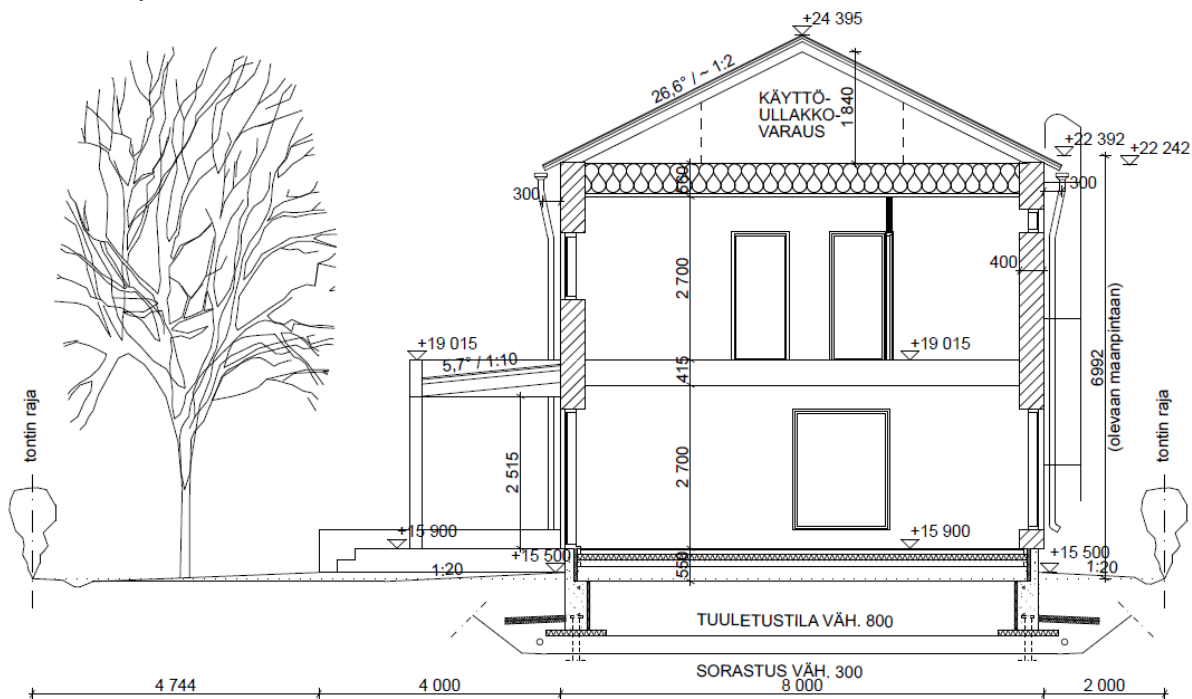 +24 395
26,6° / ~ 1:2
KÄYTTÖ-
ULLAKKO-
VARAUS
1 840
+22 392
+22 242
560
300
300
400
2 700
+19 015
+19 015
5,7° / 1:10
415
6992
(olevaan maanpintaan)
tontin raja
tontin raja
2 515
2 700
+15 900
+15 900
+15 500
+15 500
1:20
1:20
550
TUULETUSTILA VÄH. 800
SORASTUS VÄH. 300
4 744
4 000
8 000
2 000